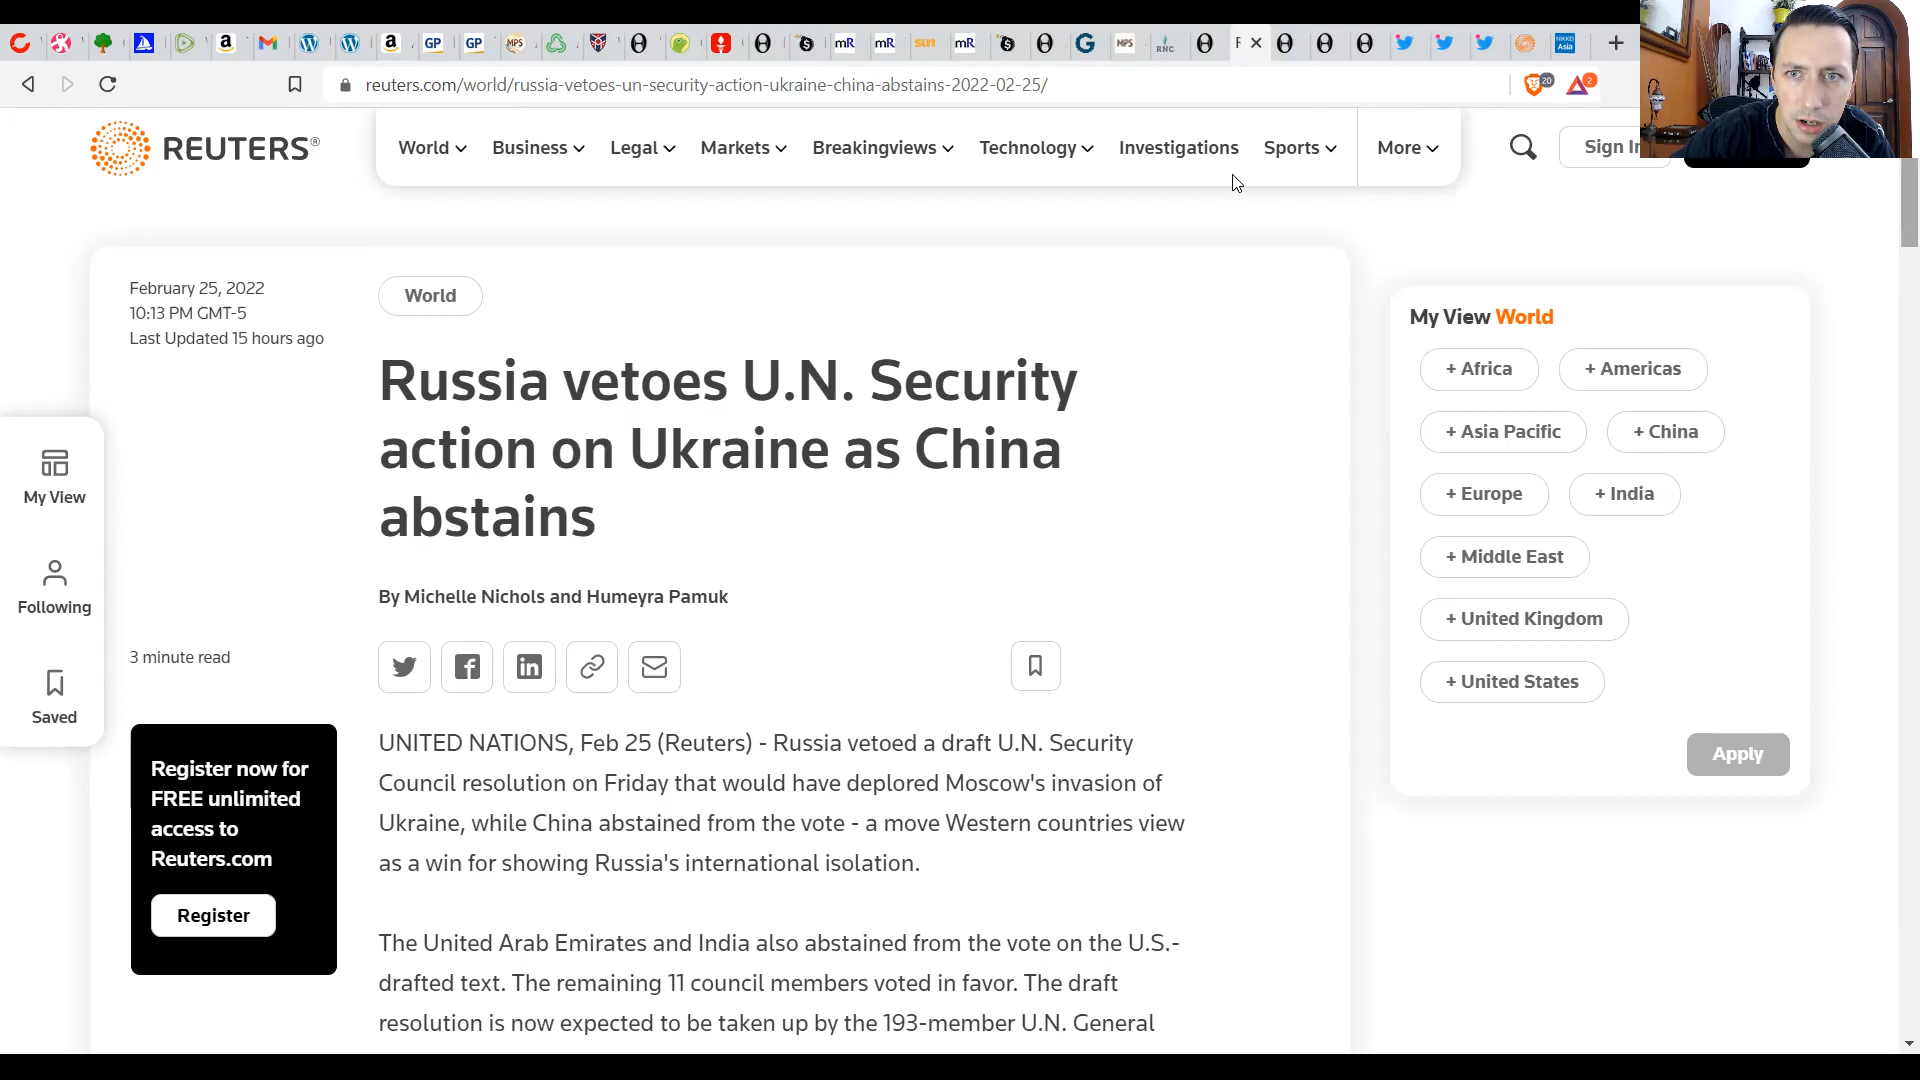 reuters.com/world/russia-vetoes-un-security-action-ukraine-china-abstains-2022-02-25/
20
2
REUTERS®
World
Business
Legal
Markets
Breakingviews
Technology
Investigations
Sports
More
Sign In
February 25, 2022
10:13 PM GMT-5
Last Updated 15 hours ago
World
Russia vetoes U.N. Security
action on Ukraine as China
abstains
By Michelle Nichols and Humeyra Pamuk
3 minute read
My View
Following
Saved
Register now for
FREE unlimited
access to
Reuters.com
Register
UNITED NATIONS, Feb 25 (Reuters) - Russia vetoed a draft U.N. Security
Council resolution on Friday that would have deplored Moscow's invasion of
Ukraine, while China abstained from the vote - a move Western countries view
as a win for showing Russia's international isolation.
The United Arab Emirates and India also abstained from the vote on the U.S.-
drafted text. The remaining 11 council members voted in favor. The draft
resolution is now expected to be taken up by the 193-member U.N. General
My View World
+ Africa
+ Americas
+ Asia Pacific
+ China
+ Europe
+ India
+ Middle East
+ United Kingdom
+ United States
Apply